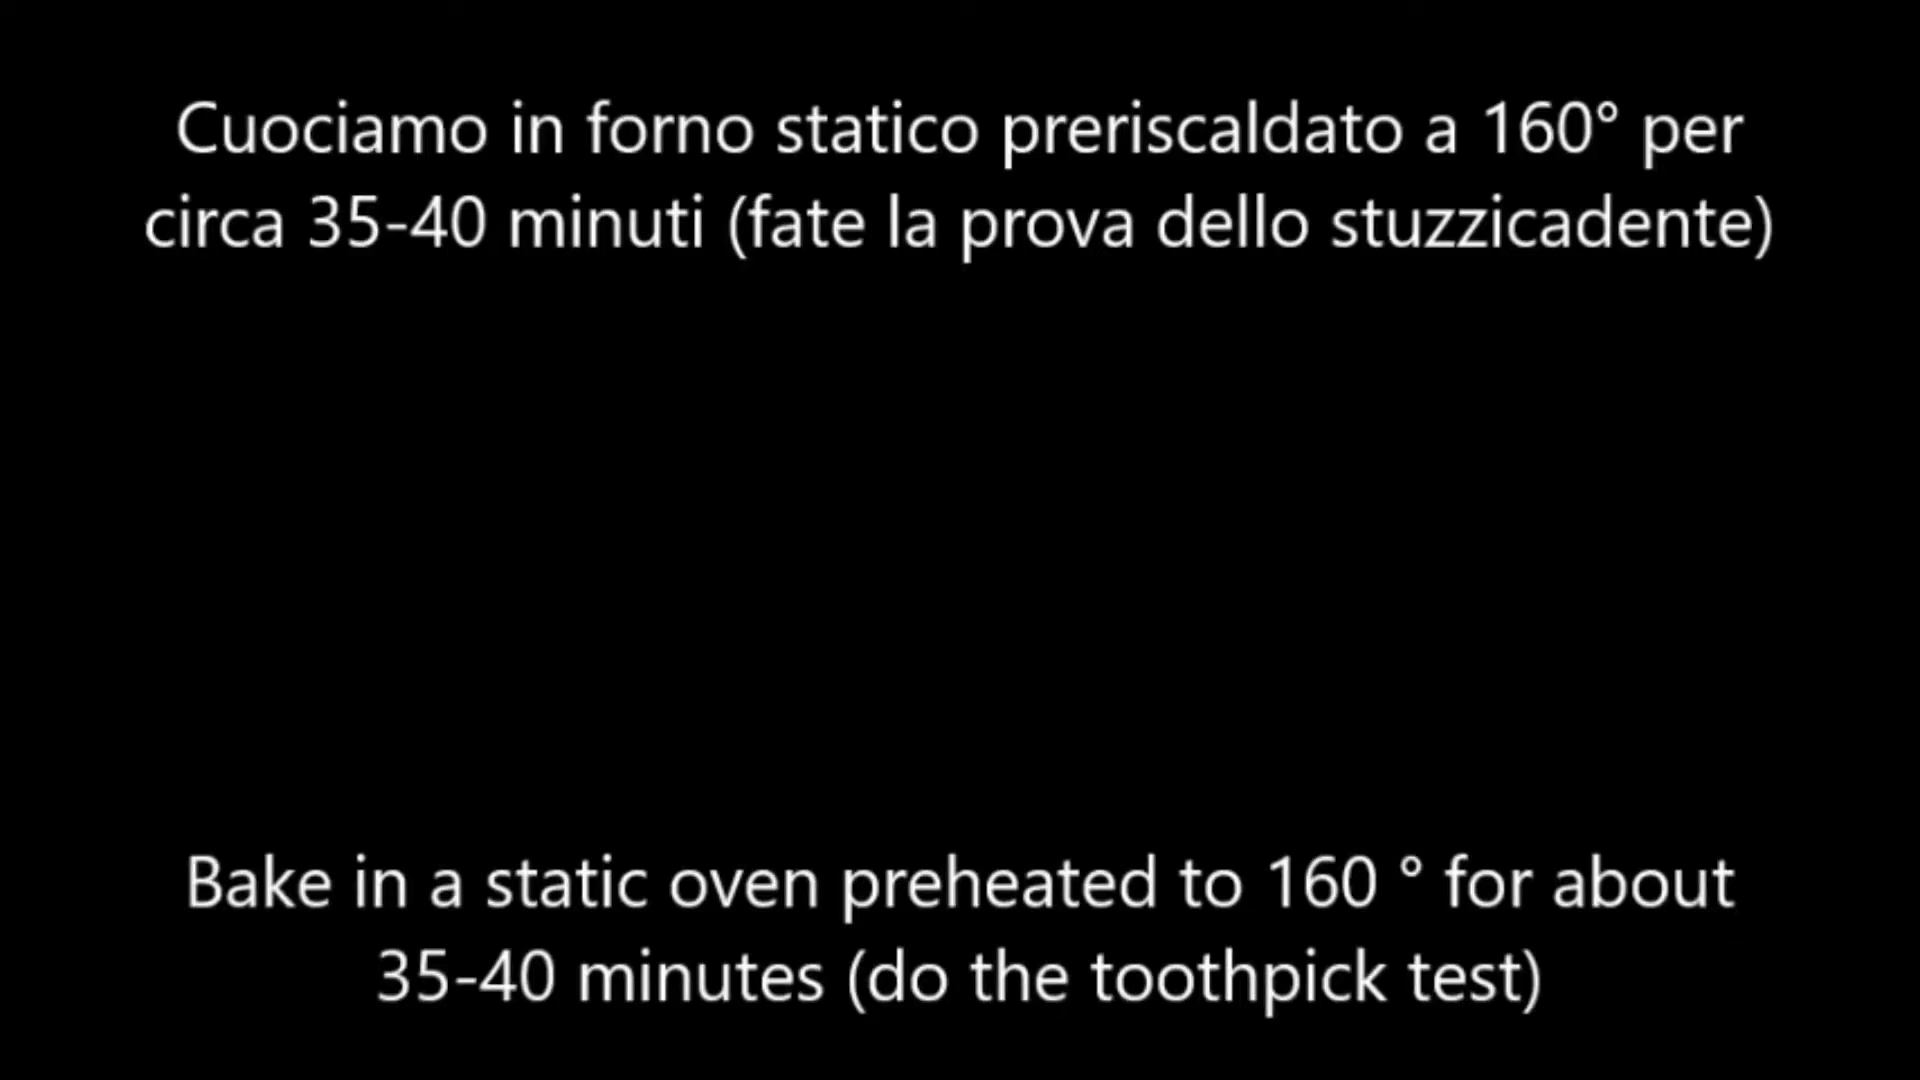 Cuociamo in forno statico preriscaldato a 160° per
circa 35-40 minuti (fate la prova dello stuzzicadente)
Bake in a static oven preheated to 160 ° for about
35-40 minutes (do the toothpick test)